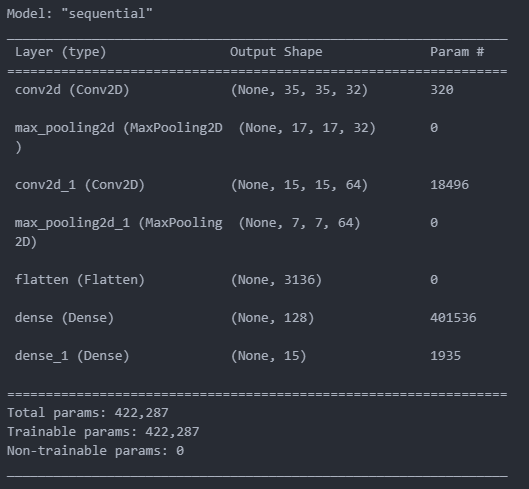 Model: "sequential"
_________________________________________________________________
Layer (type) Output Shape Param #
=================================================================
conv2d (Conv2D) (None, 35, 35, 32) 320
max_pooling2d (MaxPooling2D (None, 17, 17, 32) 0
)
conv2d_1 (Conv2D) (None, 15, 15, 64) 18496
max_pooling2d_1 (MaxPooling (None, 7, 7, 64) 0
2D)
flatten (Flatten) (None, 3136) 0
dense (Dense) (None, 128) 401536
dense_1 (Dense) (None, 15) 1935
=================================================================
Total params: 422,287
Trainable params: 422,287
Non-trainable params: 0
_________________________________________________________________